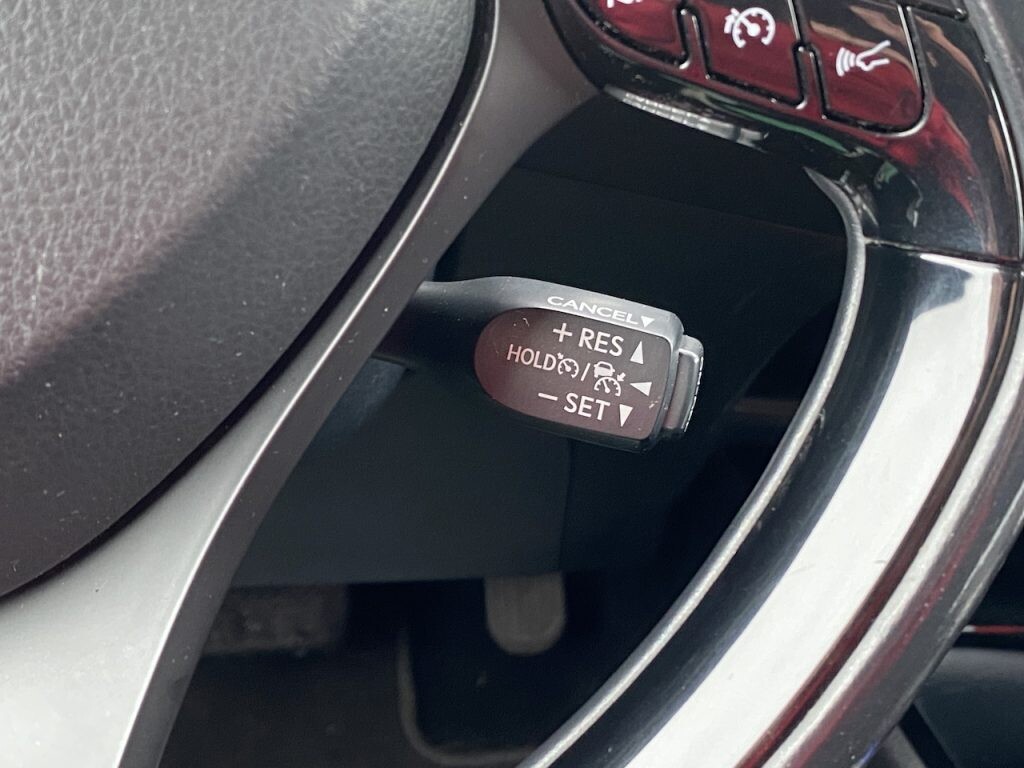 CANCEL▼
+ RES ▲
HOLD / ◀
− SET ▼